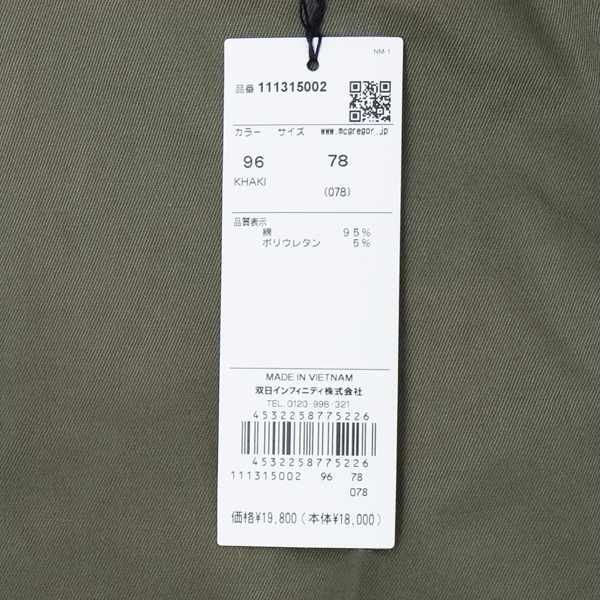 NM-1
品番 111315002
カラー サイズ www.mcgregor.jp
96 78
KHAKI (078)
品質表示
綿 95%
ポリウレタン 5%
MADE IN VIETNAM
双日インフィニティ株式会社
TEL.0120-998-321
4532258775226
4532258775226
111315002 96 78
078
価格¥19,800(本体¥18,000)